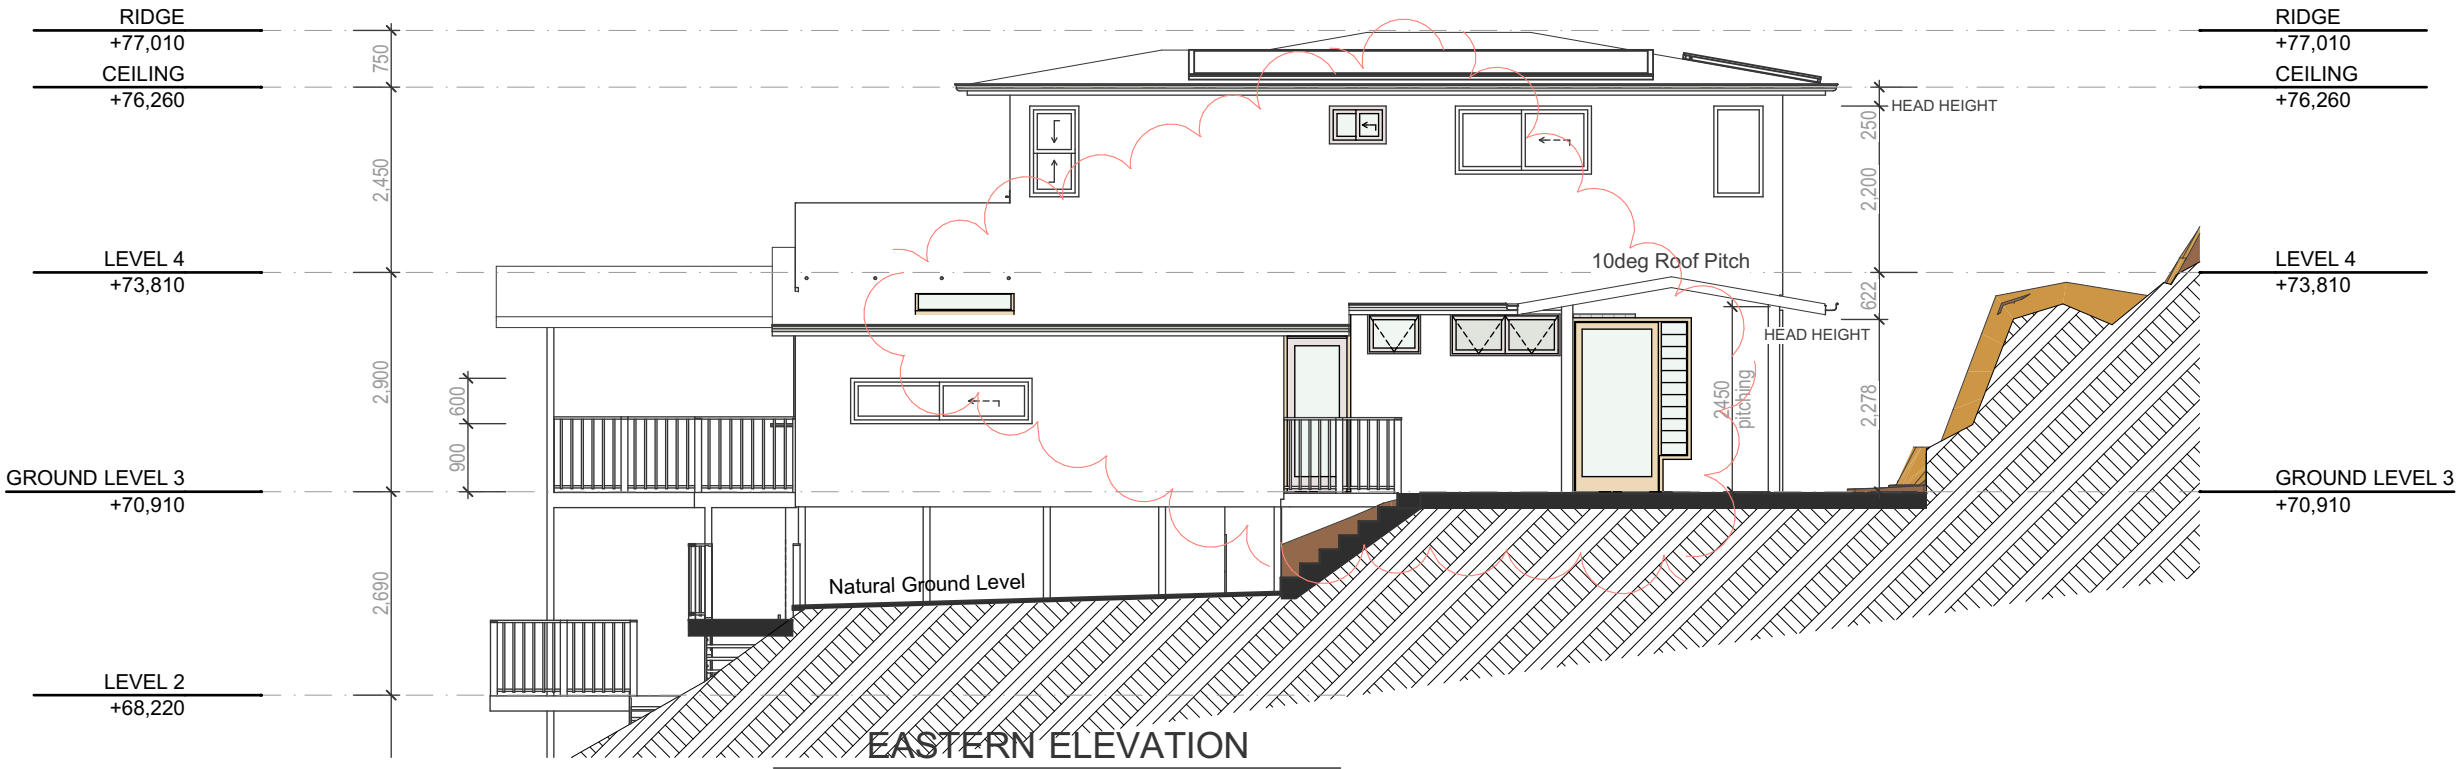 RIDGE
+77,010
CEILING
+76,260
LEVEL 4
+73,810
GROUND LEVEL 3
+70,910
LEVEL 2
+68,220
750
2,450
2,900
2,690
600
900
Natural Ground Level
10deg Roof Pitch
2450
pitching
HEAD HEIGHT
HEAD HEIGHT
250
2,200
622
2,278
RIDGE
+77,010
CEILING
+76,260
LEVEL 4
+73,810
GROUND LEVEL 3
+70,910
EASTERN ELEVATION